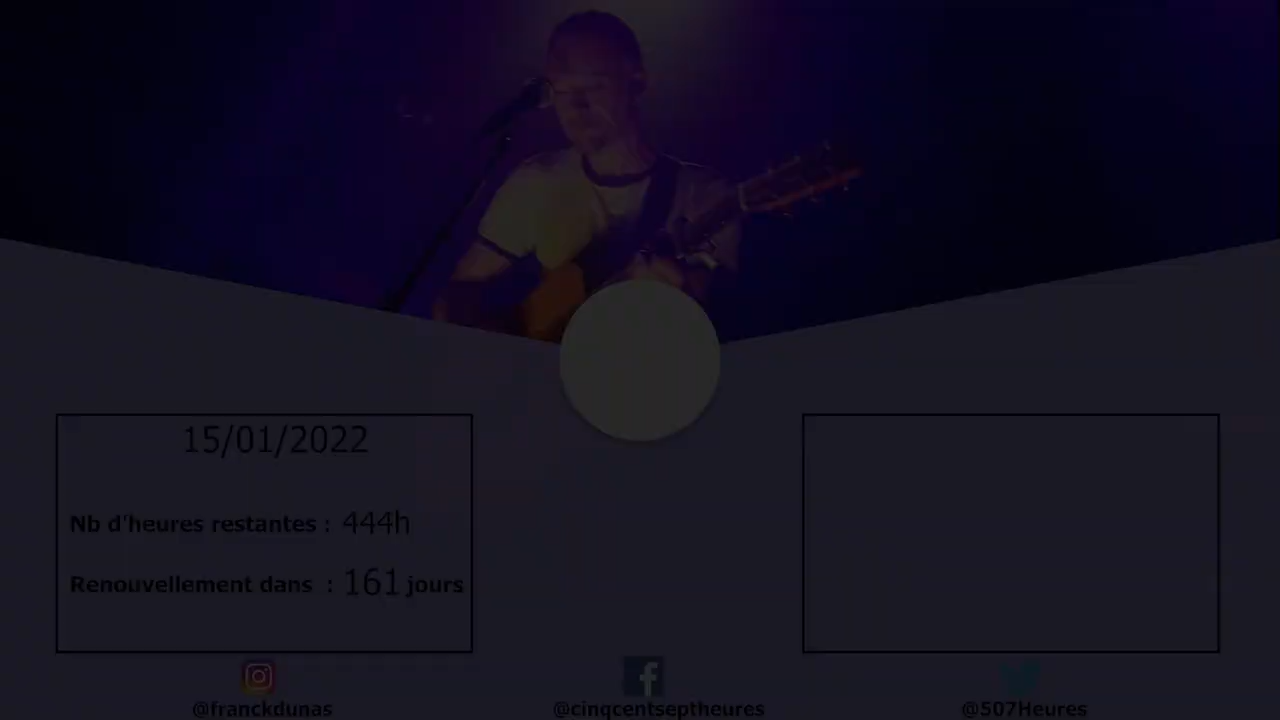 15/01/2022
Nb d'heures restantes : 444h
Renouvellement dans : 161 jours
@franckdunas
@cinqcentseptheures
@507Heures